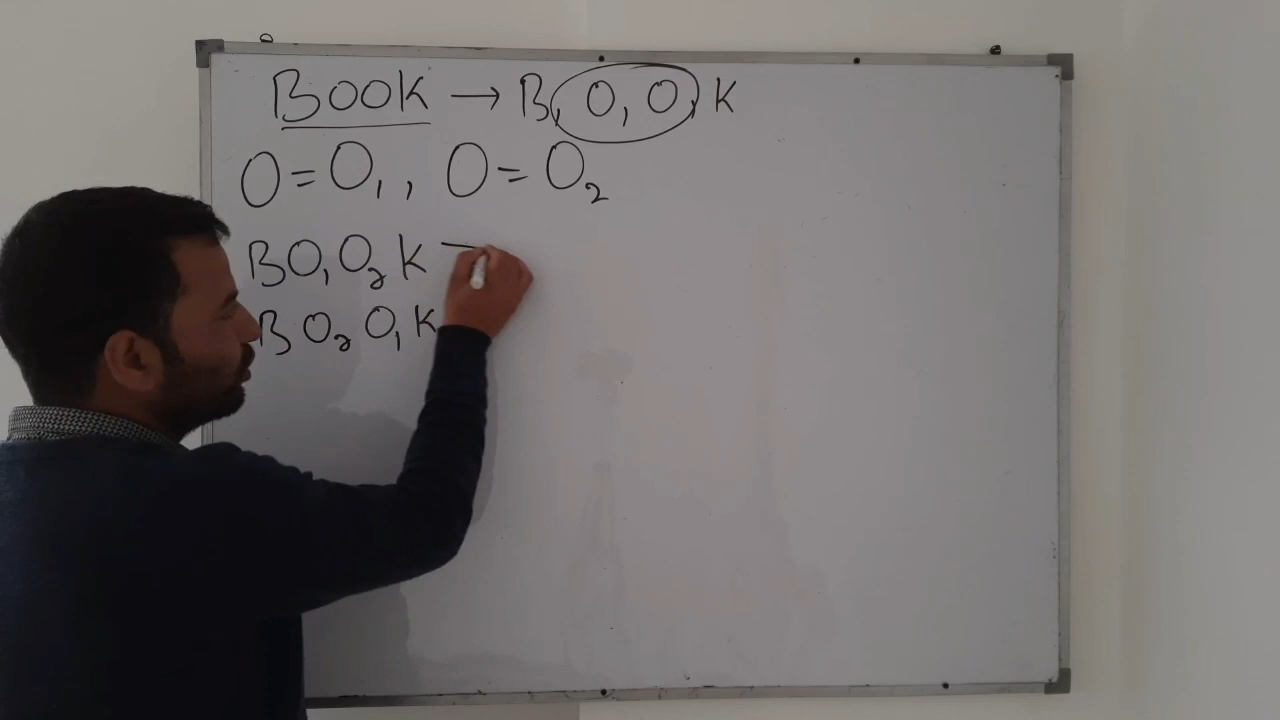 BOOK → B, O, O, K
O = O₁, O = O₂
BO₁O₂K
BO₂O₁K